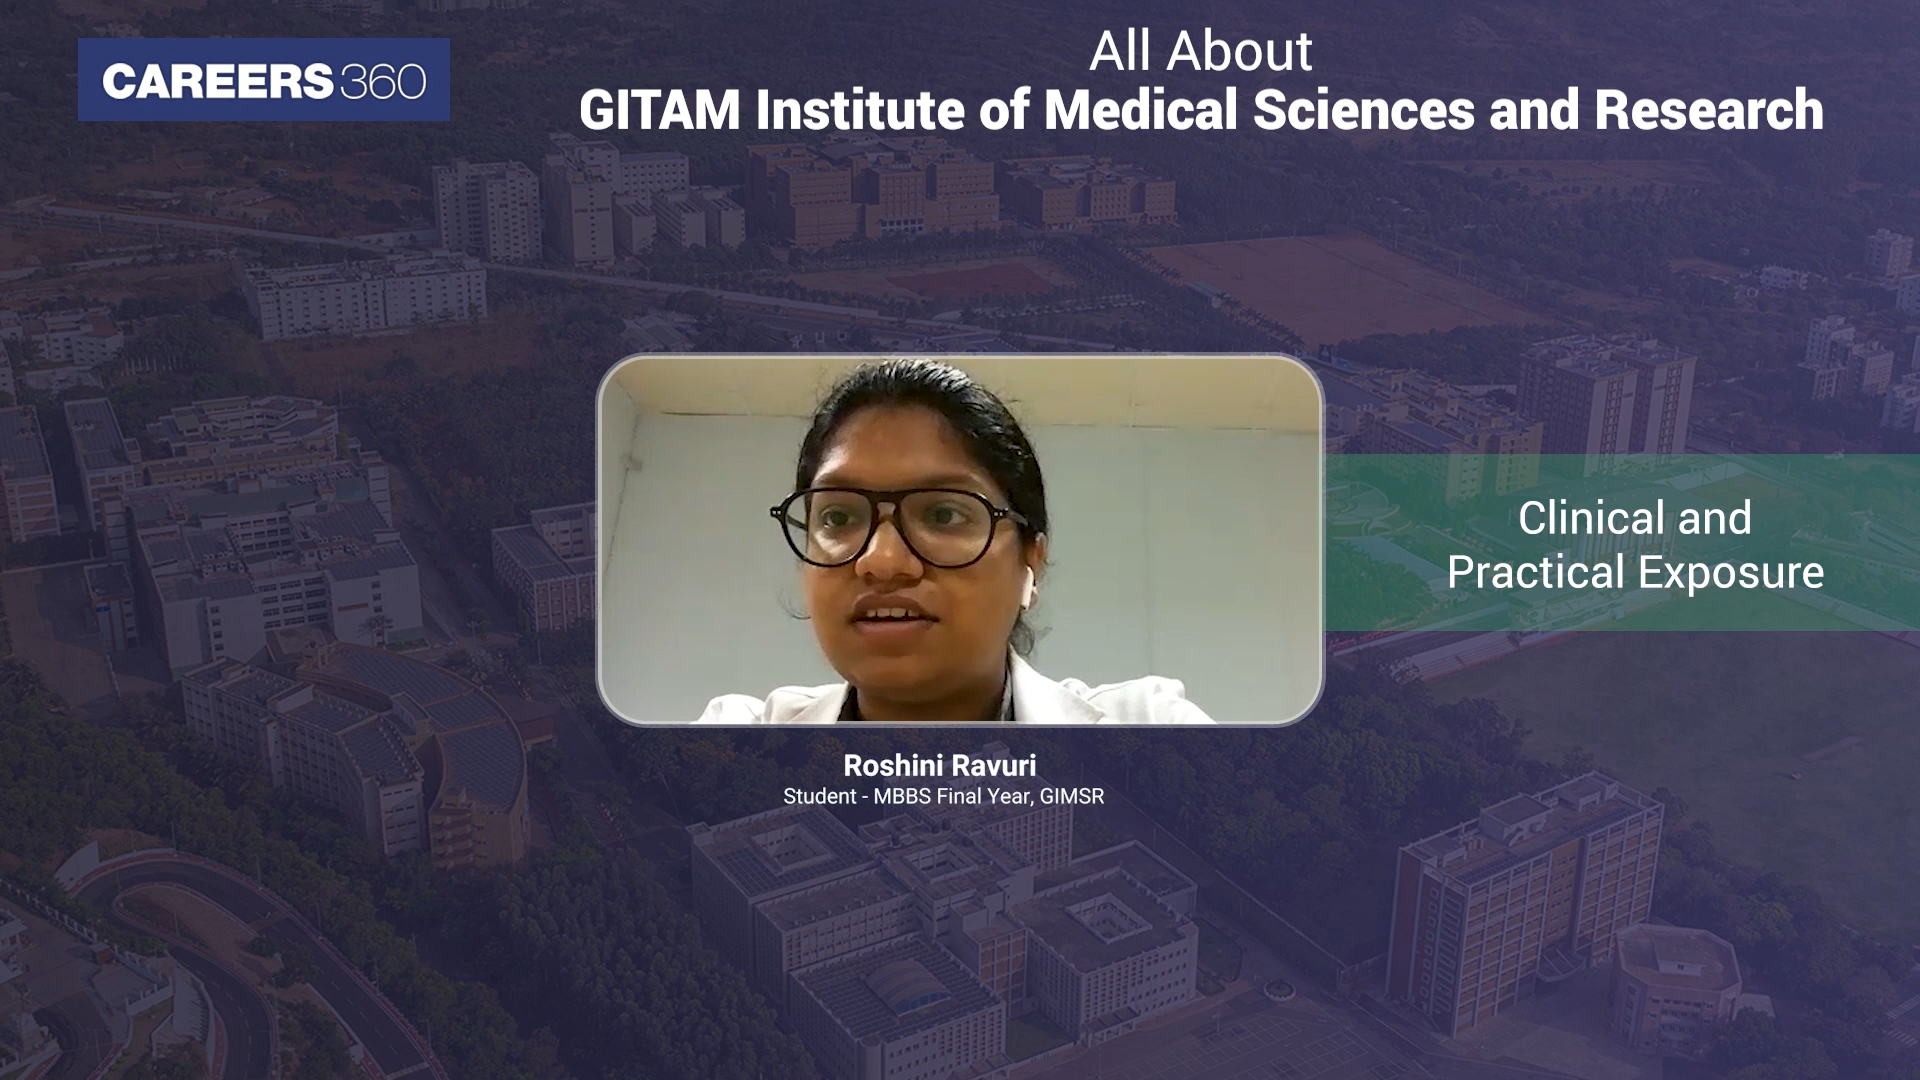 CAREERS360
All About
GITAM Institute of Medical Sciences and Research
Clinical and
Practical Exposure
Roshini Ravuri
Student - MBBS Final Year, GIMSR